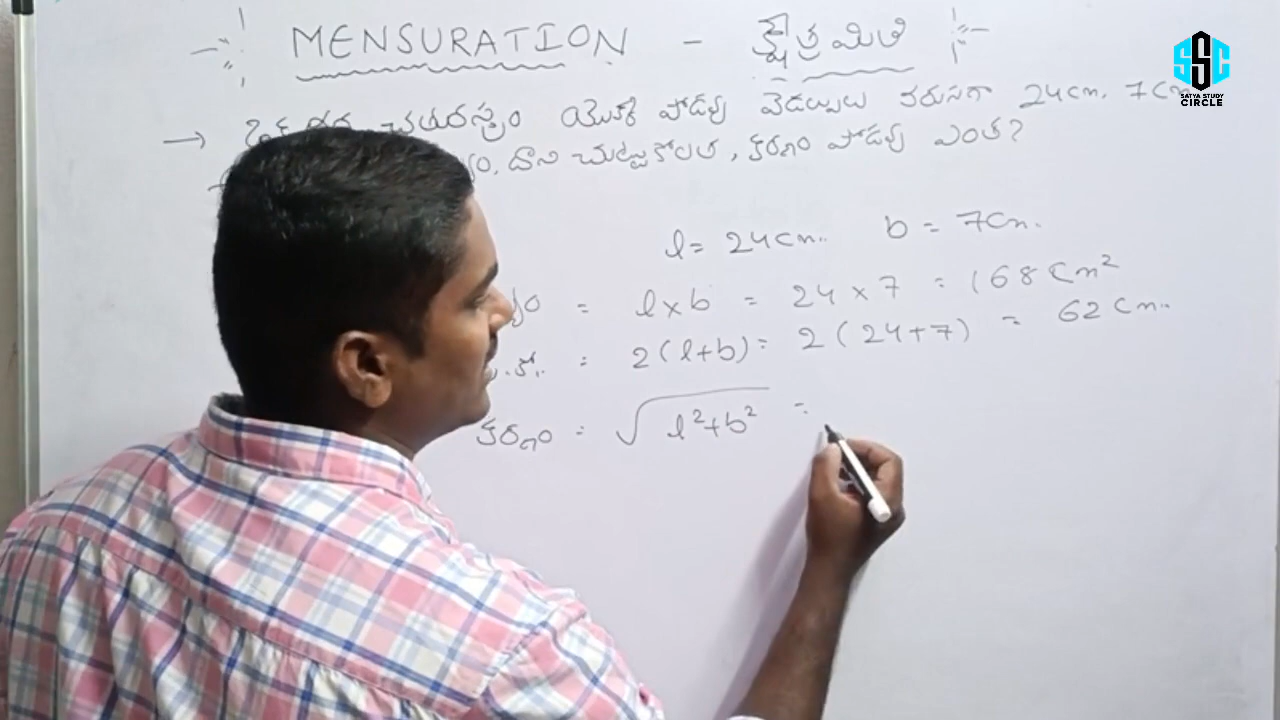 MENSURATION - క్షేత్రమితి
SSC
SATYA STUDY
CIRCLE
→ చతురస్రం యొక్క పొడవు వెడల్పులు వరుసగా 24cm, 7cm
దాని చుట్టుకొలత, కర్ణం పొడవు ఎంత?
l = 24cm. b = 7cm.
= l×b = 24×7 = 168 cm²
= 2(l+b) = 2(24+7) = 62 cm.
కర్ణం = √l²+b² =